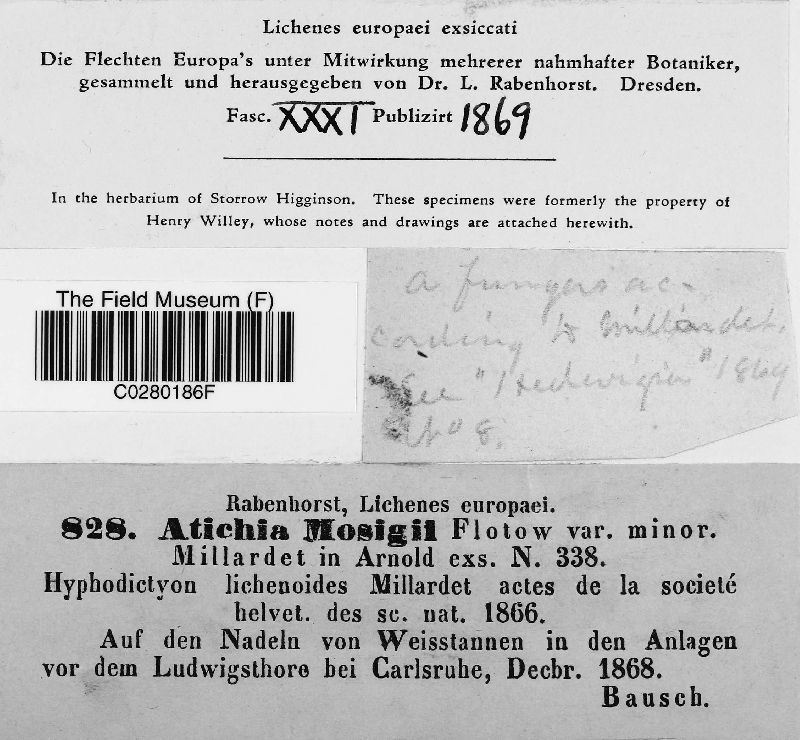 Lichenes europaei exsiccati
Die Flechten Europa's unter Mitwirkung mehrerer nahmhafter Botaniker,
gesammelt und herausgegeben von Dr. L. Rabenhorst. Dresden.
Fasc. XXXI Publizirt 1869
In the herbarium of Storrow Higginson. These specimens were formerly the property of
Henry Willey, whose notes and drawings are attached herewith.
The Field Museum (F)
C0280186F
a fungus ac-
cording to Millardet.
See "Hedwigia" 1869
No 8.
Rabenhorst, Lichenes europaei.
828. Atichia Mosigii Flotow var. minor.
Millardet in Arnold exs. N. 338.
Hyphodictyon lichenoides Millardet actes de la societé
helvet. des sc. nat. 1866.
Auf den Nadeln von Weisstannen in den Anlagen
vor dem Ludwigsthore bei Carlsruhe, Decbr. 1868.
Bausch.